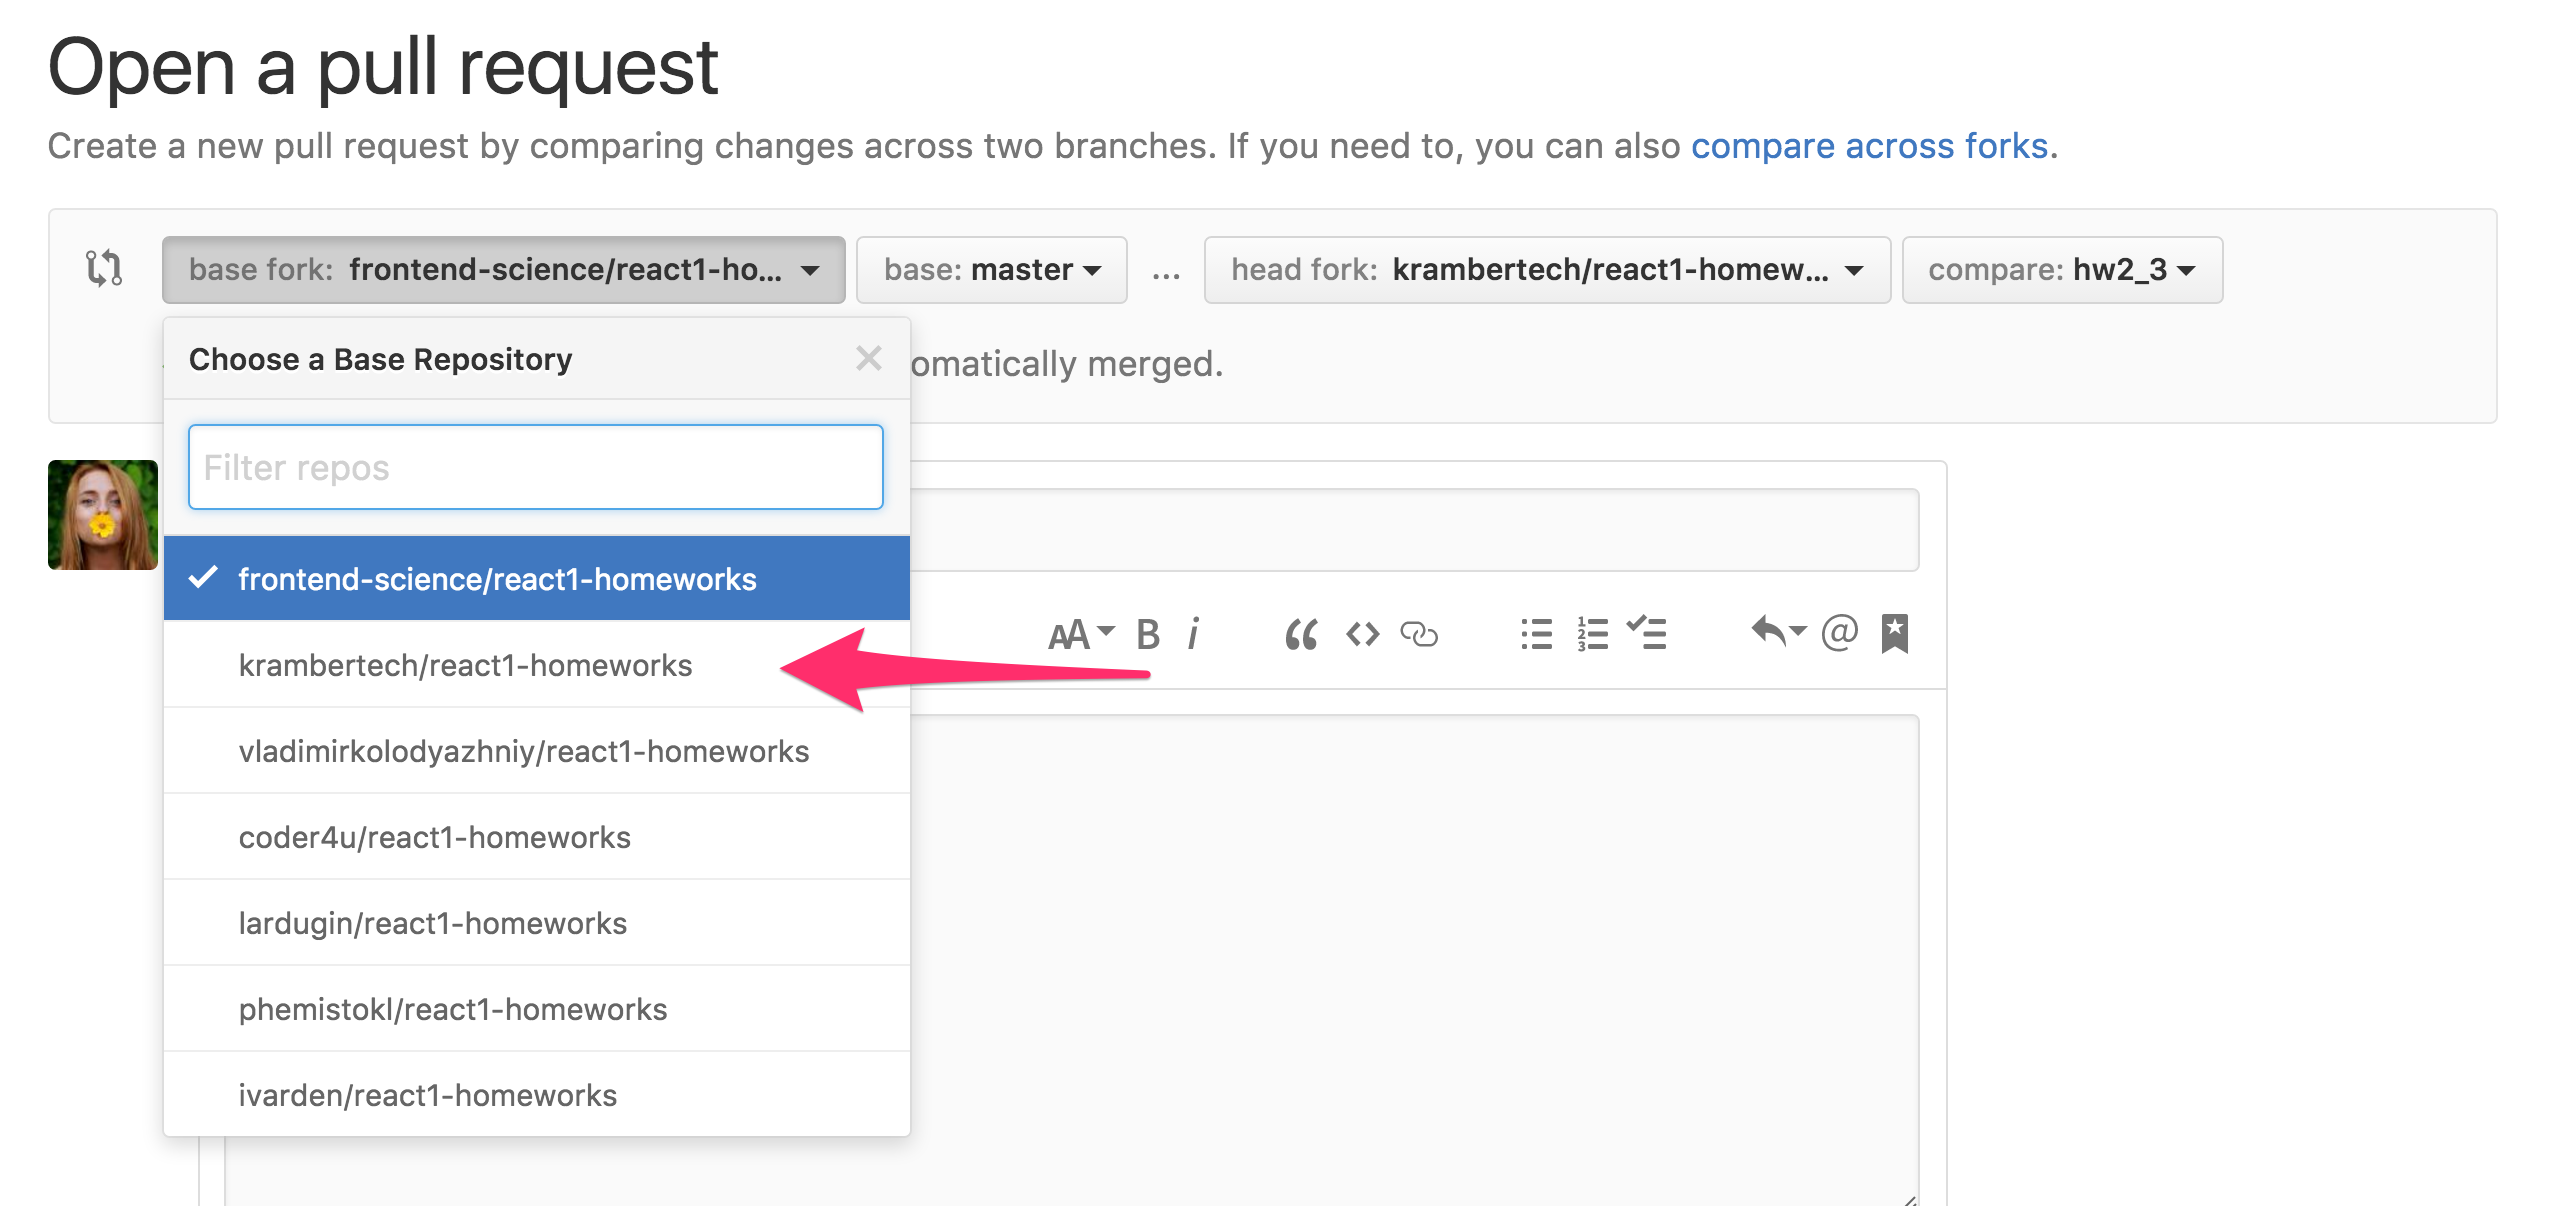 Open a pull request
Create a new pull request by comparing changes across two branches. If you need to, you can also compare across forks.
base fork: frontend-science/react1-ho... base: master ... head fork: krambertech/react1-homew... compare: hw2_3
omatically merged.
Choose a Base Repository
Filter repos
frontend-science/react1-homeworks
krambertech/react1-homeworks
vladimirkolodyazhniy/react1-homeworks
coder4u/react1-homeworks
lardugin/react1-homeworks
phemistokl/react1-homeworks
ivarden/react1-homeworks
AA B i